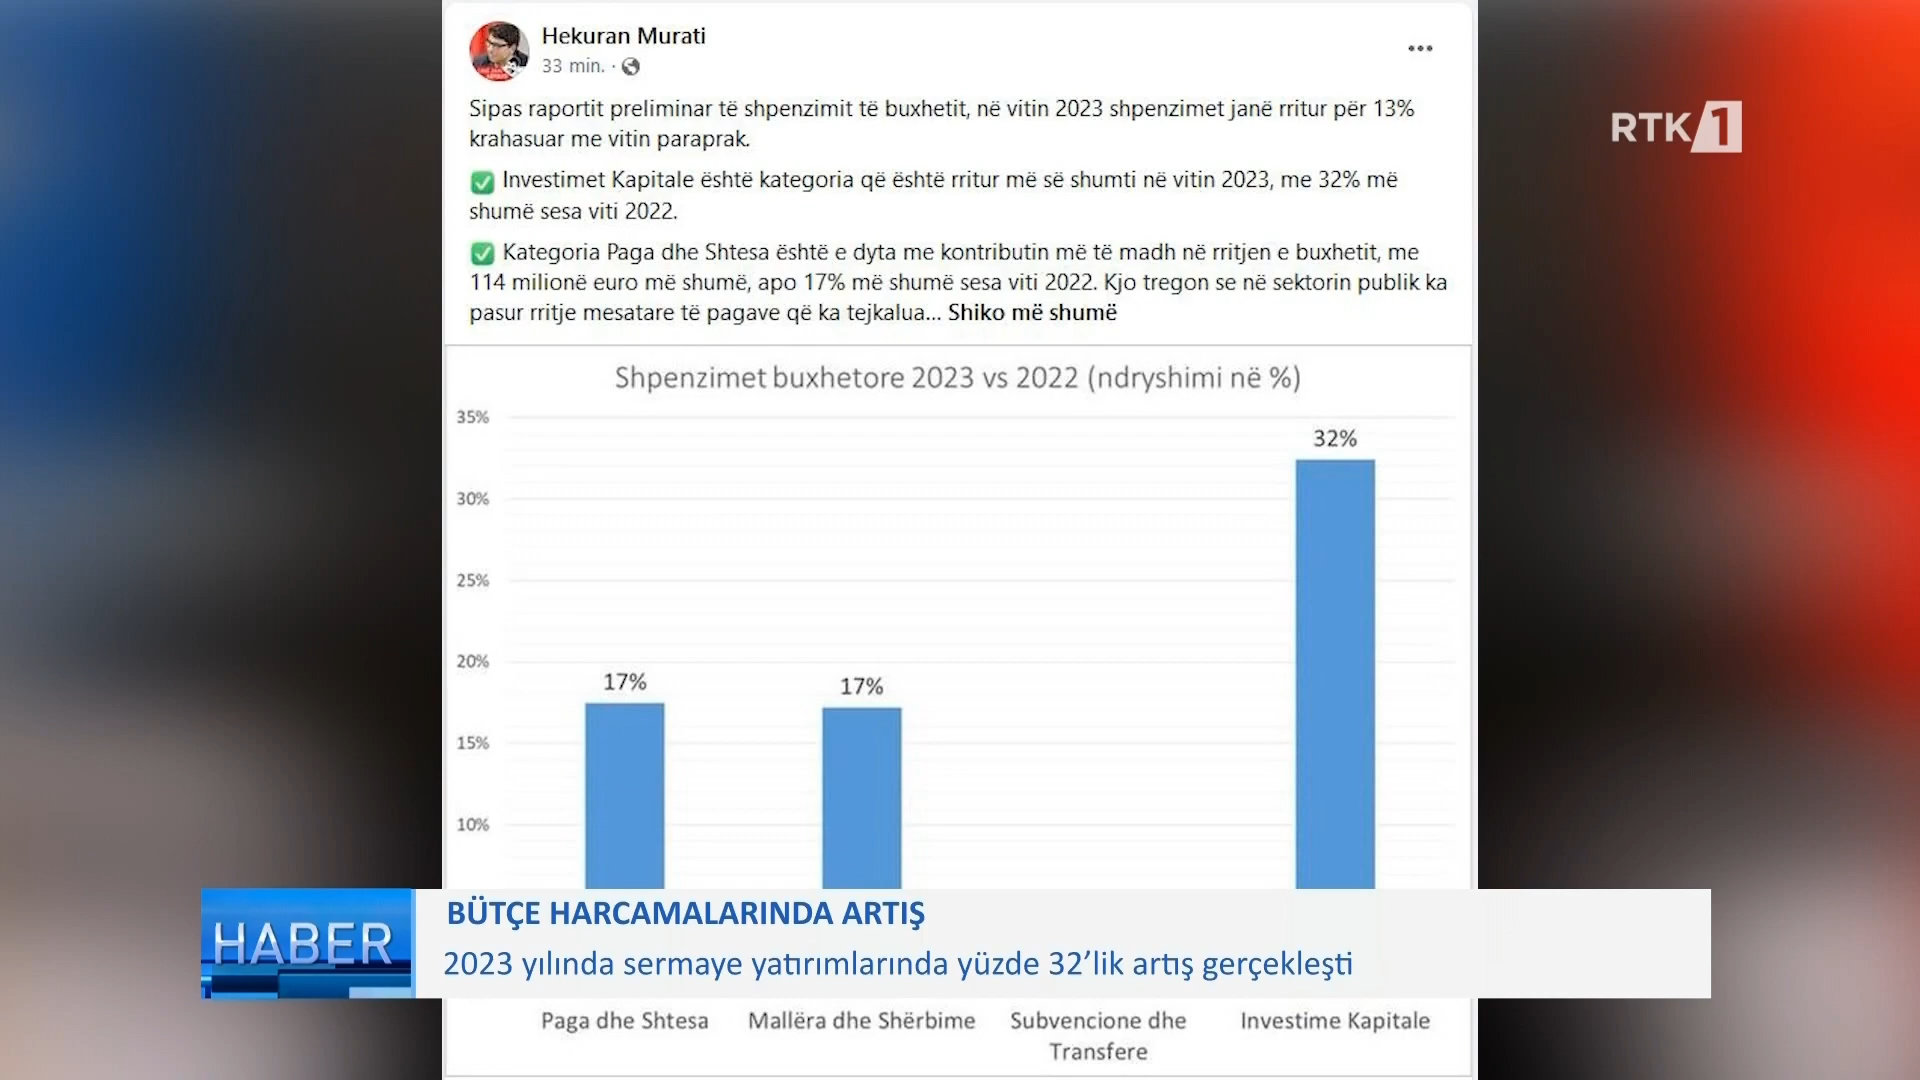 Hekuran Murati
33 min. ·
Sipas raportit preliminar të shpenzimit të buxhetit, në vitin 2023 shpenzimet janë rritur për 13%
krahasuar me vitin paraprak.
✅ Investimet Kapitale është kategoria që është rritur më së shumti në vitin 2023, me 32% më
shumë sesa viti 2022.
✅ Kategoria Paga dhe Shtesa është e dyta me kontributin më të madh në rritjen e buxhetit, me
114 milionë euro më shumë, apo 17% më shumë sesa viti 2022. Kjo tregon se në sektorin publik ka
pasur rritje mesatare të pagave që ka tejkalua... Shiko më shumë
RTK 1
Shpenzimet buxhetore 2023 vs 2022 (ndryshimi në %)
35%
32%
30%
25%
20%
17%
17%
15%
10%
HABER
BÜTÇE HARCAMALARINDA ARTIŞ
2023 yılında sermaye yatırımlarında yüzde 32’lik artış gerçekleşti
Paga dhe Shtesa
Mallëra dhe Shërbime
Subvencione dhe
Transfere
Investime Kapitale